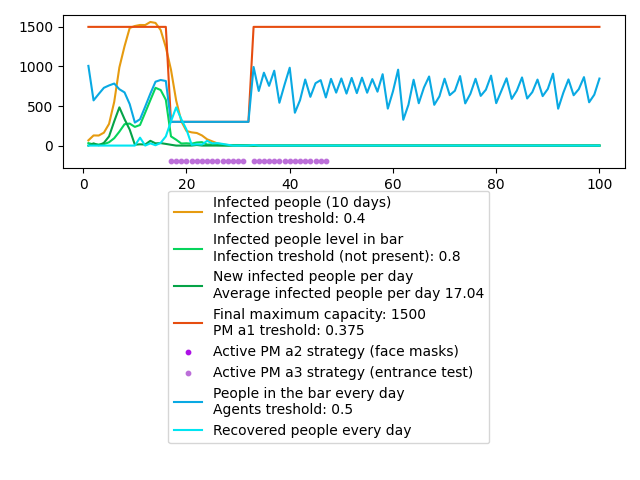 1500
1000
500
0
0
20
40
60
80
100
Infected people (10 days)
Infection treshold: 0.4
Infected people level in bar
Infection treshold (not present): 0.8
New infected people per day
Average infected people per day 17.04
Final maximum capacity: 1500
PM a1 treshold: 0.375
Active PM a2 strategy (face masks)
Active PM a3 strategy (entrance test)
People in the bar every day
Agents treshold: 0.5
Recovered people every day